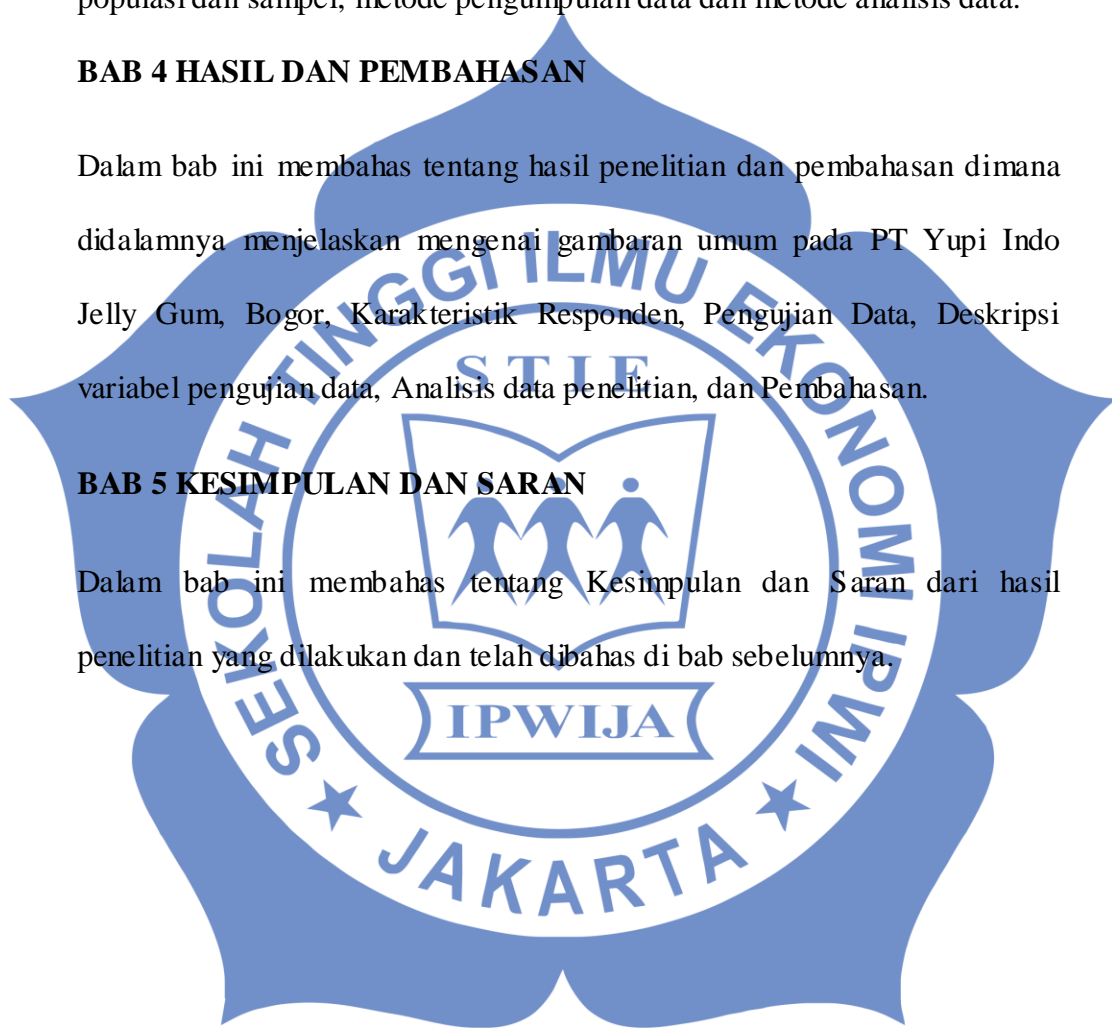 populasi dan sampel, metode pengumpulan data dan metode analisis data.
BAB 4 HASIL DAN PEMBAHASAN
Dalam bab ini membahas tentang hasil penelitian dan pembahasan dimana
didalamnya menjelaskan mengenai gambaran umum pada PT Yupi Indo
Jelly Gum, Bogor, Karakteristik Responden, Pengujian Data, Deskripsi
variabel pengujian data, Analisis data penelitian, dan Pembahasan.
BAB 5 KESIMPULAN DAN SARAN
Dalam bab ini membahas tentang Kesimpulan dan Saran dari hasil
penelitian yang dilakukan dan telah dibahas di bab sebelumnya.
SEKOLAH TINGGI ILMU EKONOMI IPWI
STIE
IPWIJA
JAKARTA